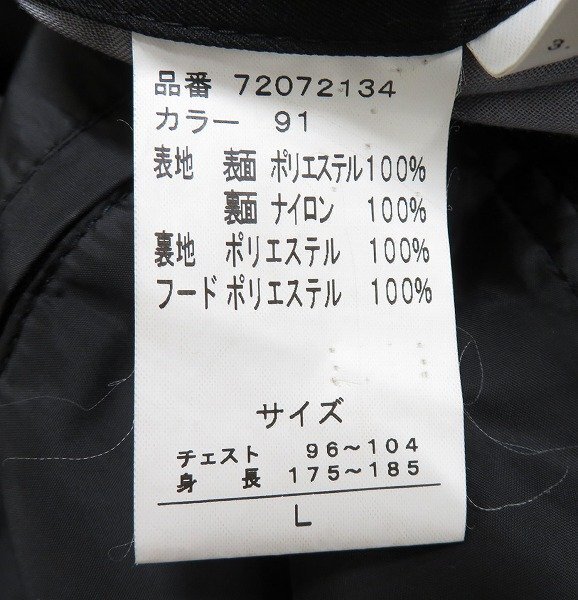 品番 72072134
カラー 91
表地 表面 ポリエステル100%
裏面 ナイロン 100%
裏地 ポリエステル 100%
フード ポリエステル 100%
サイズ
チェスト 96～104
身長 175～185
L
3.